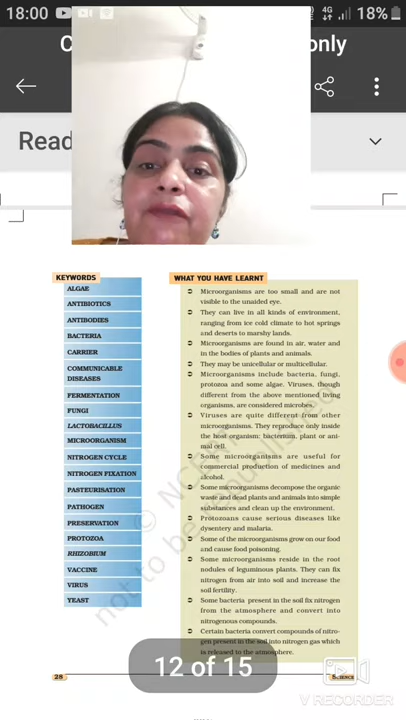 18:00
4G
18%
C
only
Read
KEYWORDS
ALGAE
ANTIBIOTICS
ANTIBODIES
BACTERIA
CARRIER
COMMUNICABLE
DISEASES
FERMENTATION
FUNGI
LACTOBACILLUS
MICROORGANISM
NITROGEN CYCLE
NITROGEN FIXATION
PASTEURISATION
PATHOGEN
PRESERVATION
PROTOZOA
RHIZOBIUM
VACCINE
VIRUS
YEAST
WHAT YOU HAVE LEARNT
Microorganisms are too small and are not
visible to the unaided eye.
They can live in all kinds of environment,
ranging from ice cold climate to hot springs
and deserts to marshy lands.
Microorganisms are found in air, water and
in the bodies of plants and animals.
They may be unicellular or multicellular.
Microorganisms include bacteria, fungi,
protozoa and some algae. Viruses, though
different from the above mentioned living
organisms, are considered microbes.
Viruses are quite different from other
microorganisms. They reproduce only inside
the host organism: bacterium, plant or ani-
mal cell.
Some microorganisms are useful for
commercial production of medicines and
alcohol.
Some microorganisms decompose the organic
waste and dead plants and animals into simple
substances and clean up the environment.
Protozoans cause serious diseases like
dysentery and malaria.
Some of the microorganisms grow on our food
and cause food poisoning.
Some microorganisms reside in the root
nodules of leguminous plants. They can fix
nitrogen from air into soil and increase the
soil fertility.
Some bacteria present in the soil fix nitrogen
from the atmosphere and convert into
nitrogenous compounds.
Certain bacteria convert compounds of nitro-
gen present in the soil into nitrogen gas which
is released to the atmosphere.
© NCERT
not to be republished
12 of 15
28
SCIENCE
V RECORDER